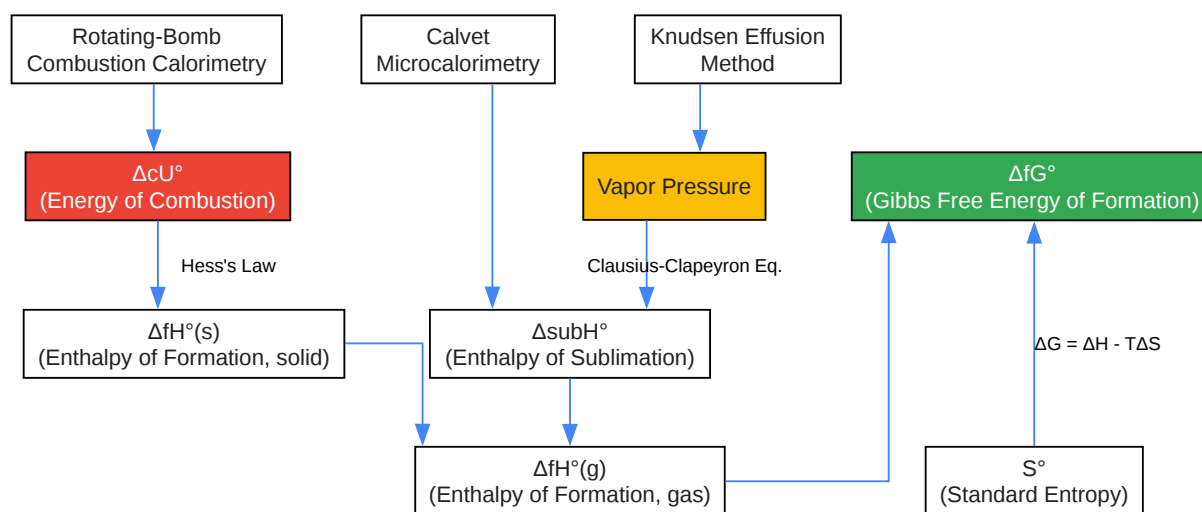 Rotating-Bomb
Combustion Calorimetry
Calvet
Microcalorimetry
Knudsen Effusion
Method
ΔcU°
(Energy of Combustion)
Vapor Pressure
ΔfG°
(Gibbs Free Energy of Formation)
Hess's Law
Clausius-Clapeyron Eq.
ΔfH°(s)
(Enthalpy of Formation, solid)
ΔsubH°
(Enthalpy of Sublimation)
ΔG = ΔH - TΔS
ΔfH°(g)
(Enthalpy of Formation, gas)
S°
(Standard Entropy)